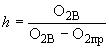 h = O₂В / (O₂В − O₂пр)